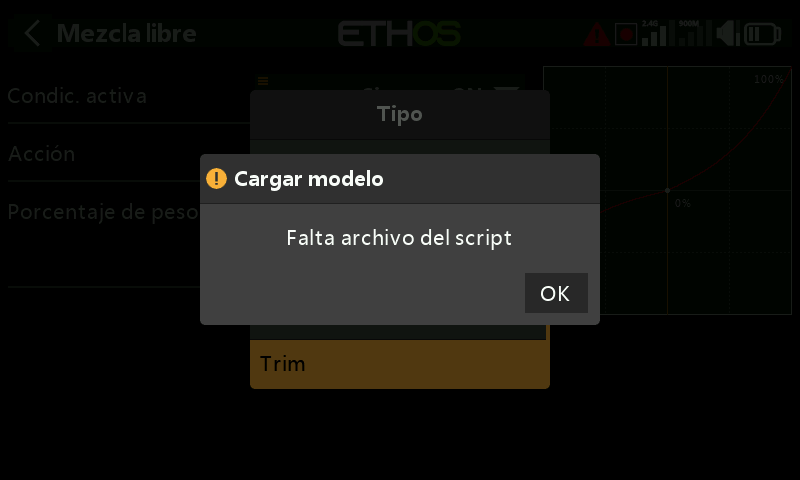 Mezcla libre
ETHOS
2.4G
900M
Condic. activa
Acción
Porcentaje de peso
Tipo
100%
0%
Cargar modelo
Falta archivo del script
OK
Trim